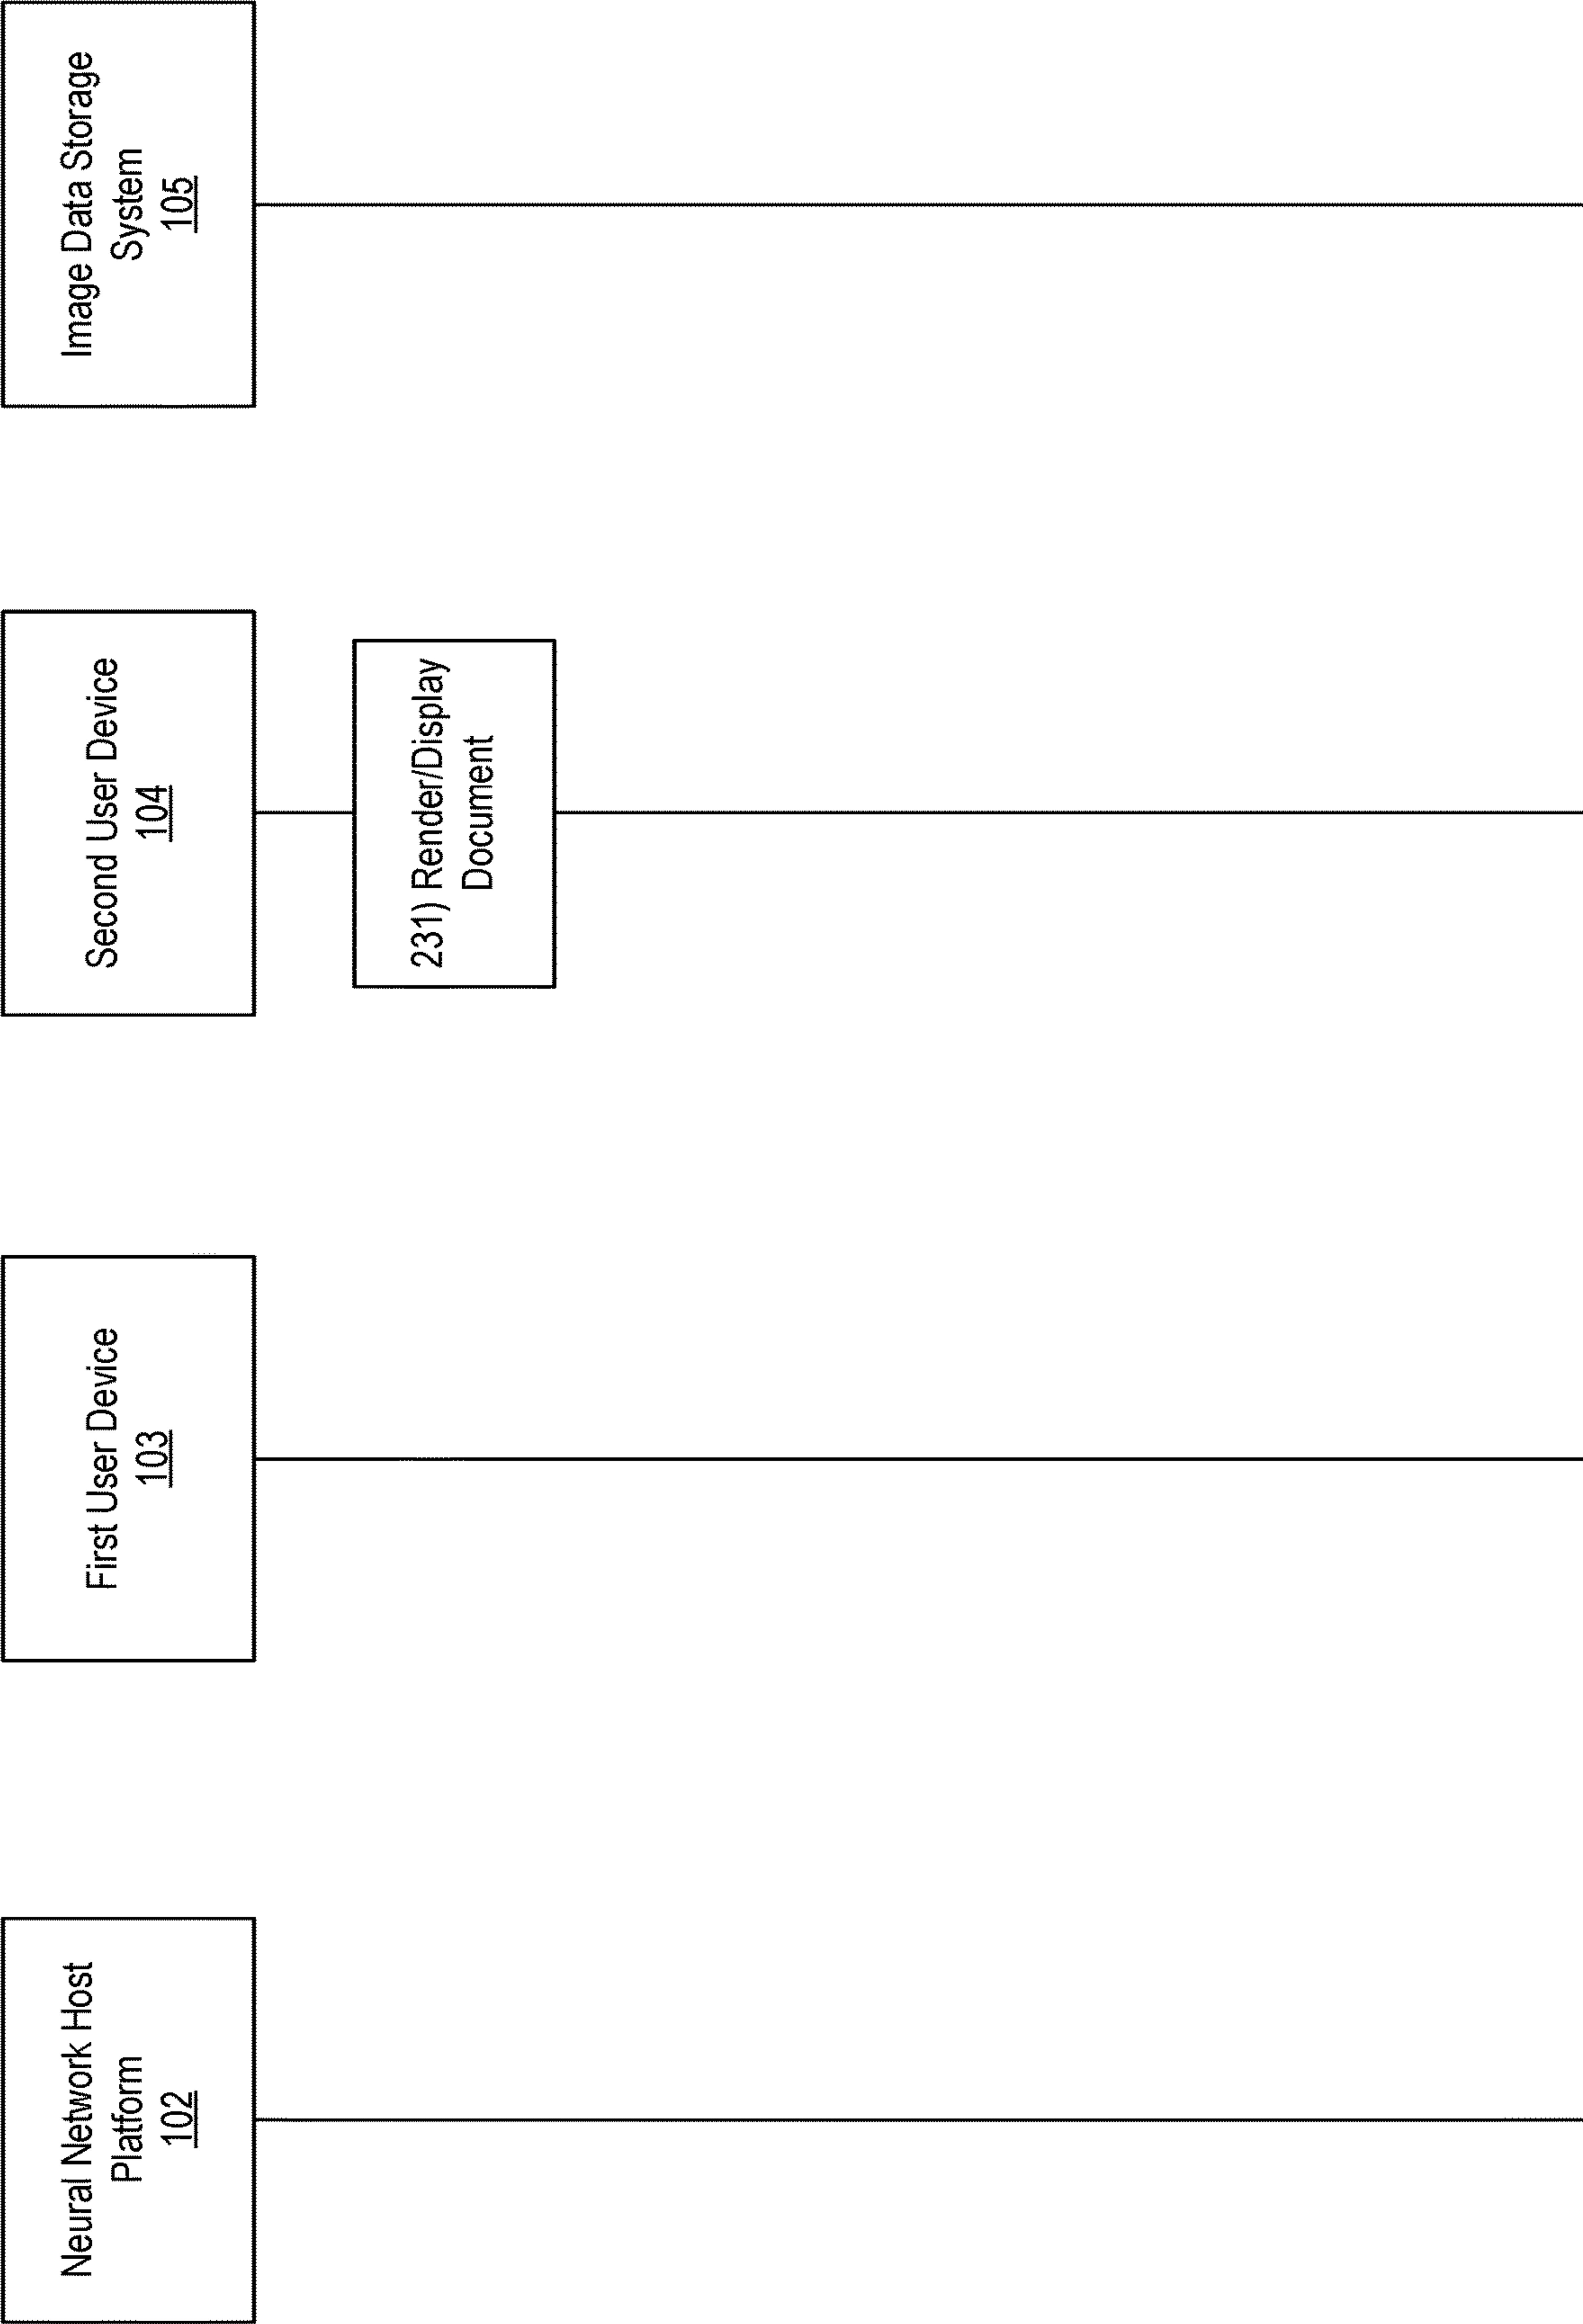 Neural Network Host
Platform
102
First User Device
103
Second User Device
104
Image Data Storage
System
105
231) Render/Display
Document